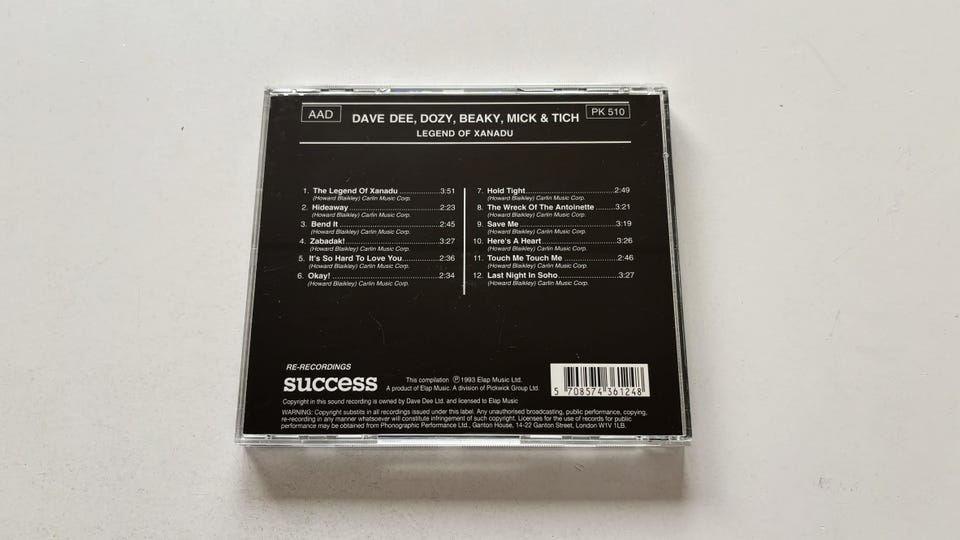 AAD
DAVE DEE, DOZY, BEAKY, MICK & TICH
PK 510
LEGEND OF XANADU
1. The Legend Of Xanadu 3:51
(Howard Blaikley) Carlin Music Corp.
2. Hideaway 2:23
(Howard Blaikley) Carlin Music Corp.
3. Bend It 2:45
(Howard Blaikley) Carlin Music Corp.
4. Zabadak! 3:27
(Howard Blaikley) Carlin Music Corp.
5. It's So Hard To Love You 2:36
(Howard Blaikley) Carlin Music Corp.
6. Okay! 2:34
(Howard Blaikley) Carlin Music Corp.
7. Hold Tight 2:49
(Howard Blaikley) Carlin Music Corp.
8. The Wreck Of The Antoinette 3:21
(Howard Blaikley) Carlin Music Corp.
9. Save Me 3:19
(Howard Blaikley) Carlin Music Corp.
10. Here's A Heart 3:26
(Howard Blaikley) Carlin Music Corp.
11. Touch Me Touch Me 2:46
(Howard Blaikley) Carlin Music Corp.
12. Last Night In Soho 3:27
(Howard Blaikley) Carlin Music Corp.
RE-RECORDINGS
success
This compilation ℗ 1993 Elap Music Ltd.
A product of Elap Music. A division of Pickwick Group Ltd.
5 708574 361248
Copyright in this sound recording is owned by Dave Dee Ltd. and licensed to Elap Music
WARNING: Copyright subsists in all recordings issued under this label. Any unauthorised broadcasting, public performance, copying,
re-recording in any manner whatsoever will constitute infringement of such copyright. Licenses for the use of records for public
performance may be obtained from Phonographic Performance Ltd., Ganton House, 14-22 Ganton Street, London W1V 1LB.